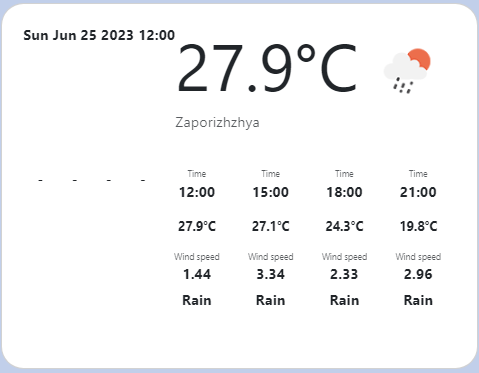 Sun Jun 25 2023 12:00
27.9°C
Zaporizhzhya
- - - -
Time Time Time Time
12:00 15:00 18:00 21:00
27.9°C 27.1°C 24.3°C 19.8°C
Wind speed Wind speed Wind speed Wind speed
1.44 3.34 2.33 2.96
Rain Rain Rain Rain